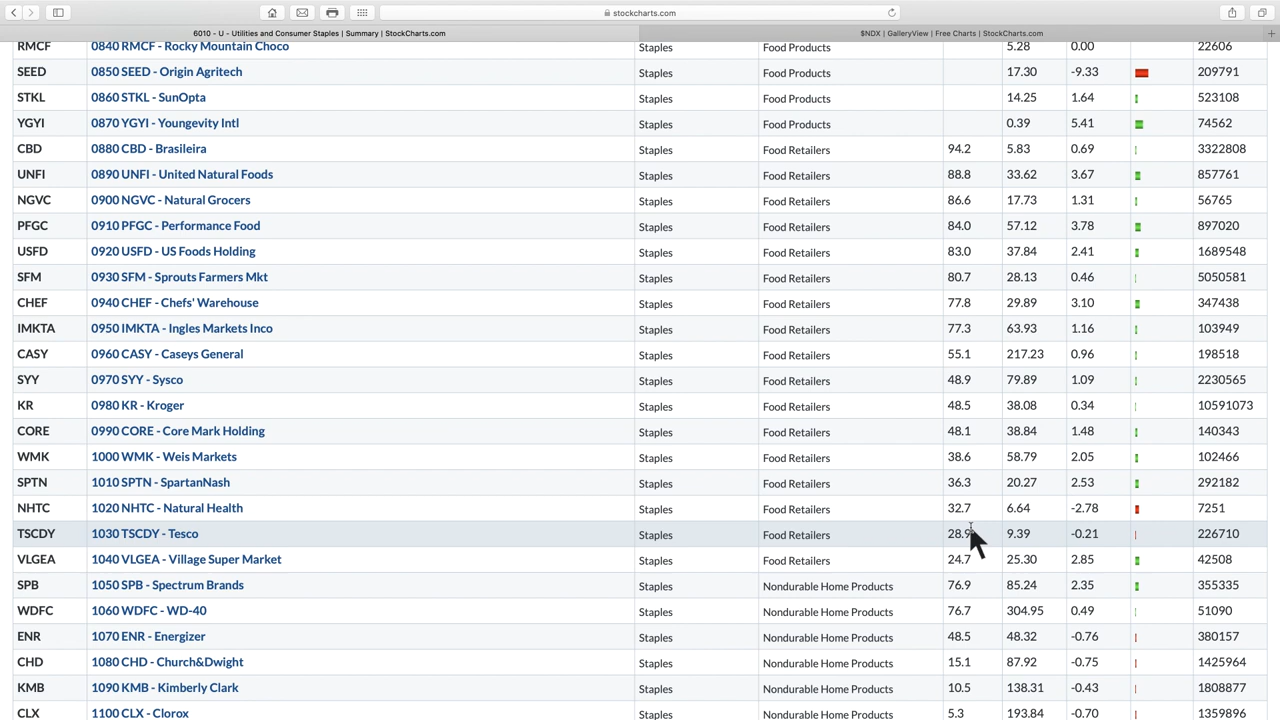 stockcharts.com
6010 - U - Utilities and Consumer Staples | Summary | StockCharts.com $NDX | GalleryView | Free Charts | StockCharts.com
RMCF 0840 RMCF - Rocky Mountain Choco Staples Food Products 5.28 0.00 22606
SEED 0850 SEED - Origin Agritech Staples Food Products 17.30 -9.33 209791
STKL 0860 STKL - SunOpta Staples Food Products 14.25 1.64 523108
YGYI 0870 YGYI - Youngevity Intl Staples Food Products 0.39 5.41 74562
CBD 0880 CBD - Brasileira Staples Food Retailers 94.2 5.83 0.69 3322808
UNFI 0890 UNFI - United Natural Foods Staples Food Retailers 88.8 33.62 3.67 857761
NGVC 0900 NGVC - Natural Grocers Staples Food Retailers 86.6 17.73 1.31 56765
PFGC 0910 PFGC - Performance Food Staples Food Retailers 84.0 57.12 3.78 897020
USFD 0920 USFD - US Foods Holding Staples Food Retailers 83.0 37.84 2.41 1689548
SFM 0930 SFM - Sprouts Farmers Mkt Staples Food Retailers 80.7 28.13 0.46 5050581
CHEF 0940 CHEF - Chefs' Warehouse Staples Food Retailers 77.8 29.89 3.10 347438
IMKTA 0950 IMKTA - Ingles Markets Inco Staples Food Retailers 77.3 63.93 1.16 103949
CASY 0960 CASY - Caseys General Staples Food Retailers 55.1 217.23 0.96 198518
SYY 0970 SYY - Sysco Staples Food Retailers 48.9 79.89 1.09 2230565
KR 0980 KR - Kroger Staples Food Retailers 48.5 38.08 0.34 10591073
CORE 0990 CORE - Core Mark Holding Staples Food Retailers 48.1 38.84 1.48 140343
WMK 1000 WMK - Weis Markets Staples Food Retailers 38.6 58.79 2.05 102466
SPTN 1010 SPTN - SpartanNash Staples Food Retailers 36.3 20.27 2.53 292182
NHTC 1020 NHTC - Natural Health Staples Food Retailers 32.7 6.64 -2.78 7251
TSCDY 1030 TSCDY - Tesco Staples Food Retailers 28.9 9.39 -0.21 226710
VLGEA 1040 VLGEA - Village Super Market Staples Food Retailers 24.7 25.30 2.85 42508
SPB 1050 SPB - Spectrum Brands Staples Nondurable Home Products 76.9 85.24 2.35 355335
WDFC 1060 WDFC - WD-40 Staples Nondurable Home Products 76.7 304.95 0.49 51090
ENR 1070 ENR - Energizer Staples Nondurable Home Products 48.5 48.32 -0.76 380157
CHD 1080 CHD - Church&Dwight Staples Nondurable Home Products 15.1 87.92 -0.75 1425964
KMB 1090 KMB - Kimberly Clark Staples Nondurable Home Products 10.5 138.31 -0.43 1808877
CLX 1100 CLX - Clorox Staples Nondurable Home Products 5.3 193.84 -0.70 1359896